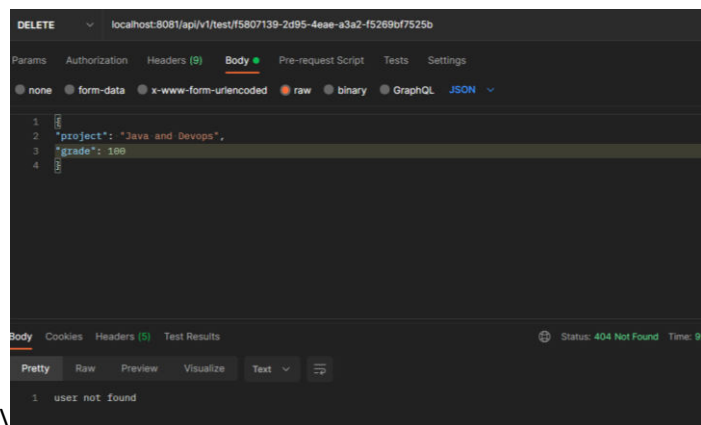 DELETE localhost:8081/api/v1/test/f5807139-2d95-4eae-a3a2-f5269bf7525b
Params Authorization Headers (9) Body Pre-request Script Tests Settings
none form-data x-www-form-urlencoded raw binary GraphQL JSON
1 {
2 "project": "Java and Devops",
3 "grade": 100
4 }
Body Cookies Headers (5) Test Results Status: 404 Not Found Time: 9
Pretty Raw Preview Visualize Text
1 user not found
\